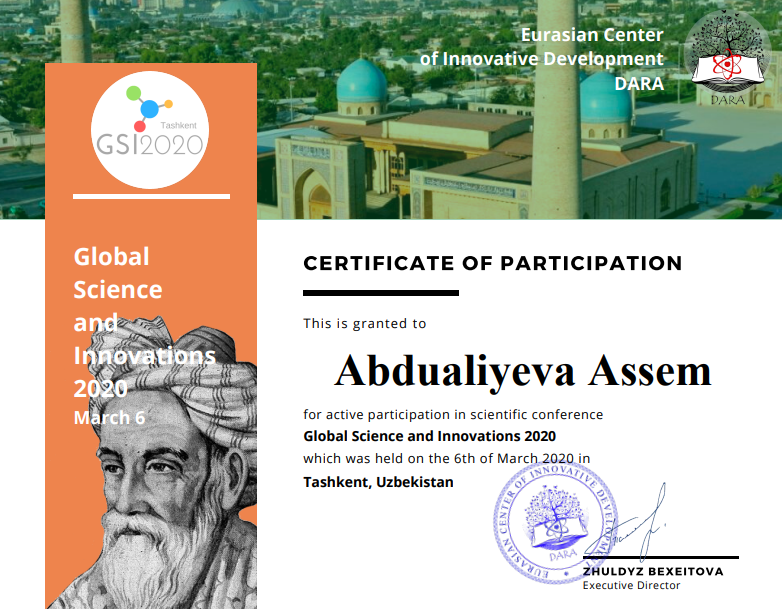 Eurasian Center
of Innovative Development
DARA
DARA
Tashkent
GSI2020
Global
Science
and
Innovations
2020
March 6
CERTIFICATE OF PARTICIPATION
This is granted to
Abdualiyeva Assem
for active participation in scientific conference
Global Science and Innovations 2020
which was held on the 6th of March 2020 in
Tashkent, Uzbekistan
EURASIAN CENTER OF INNOVATIVE DEVELOPMENT
DARA
ZHULDYZ BEXEITOVA
Executive Director